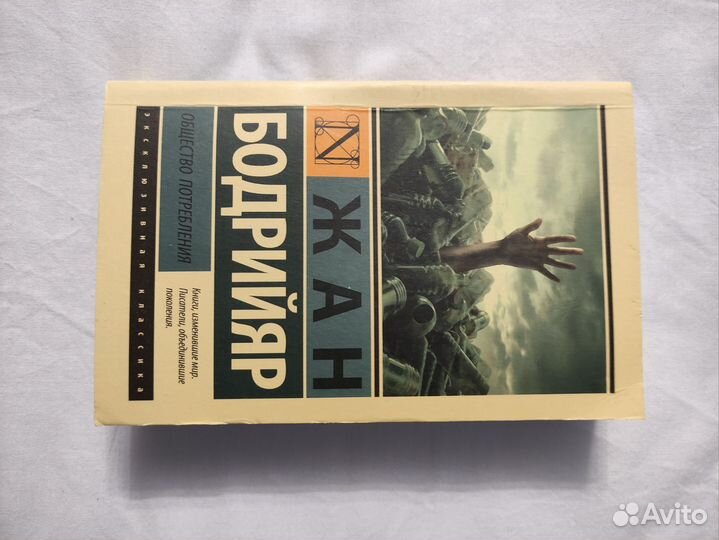 N
ЖАН
БОДРИЙЯР
ОБЩЕСТВО ПОТРЕБЛЕНИЯ
Книги, изменившие мир.
Писатели, объединившие
поколения.
ЭКСКЛЮЗИВНАЯ КЛАССИКА
Avito